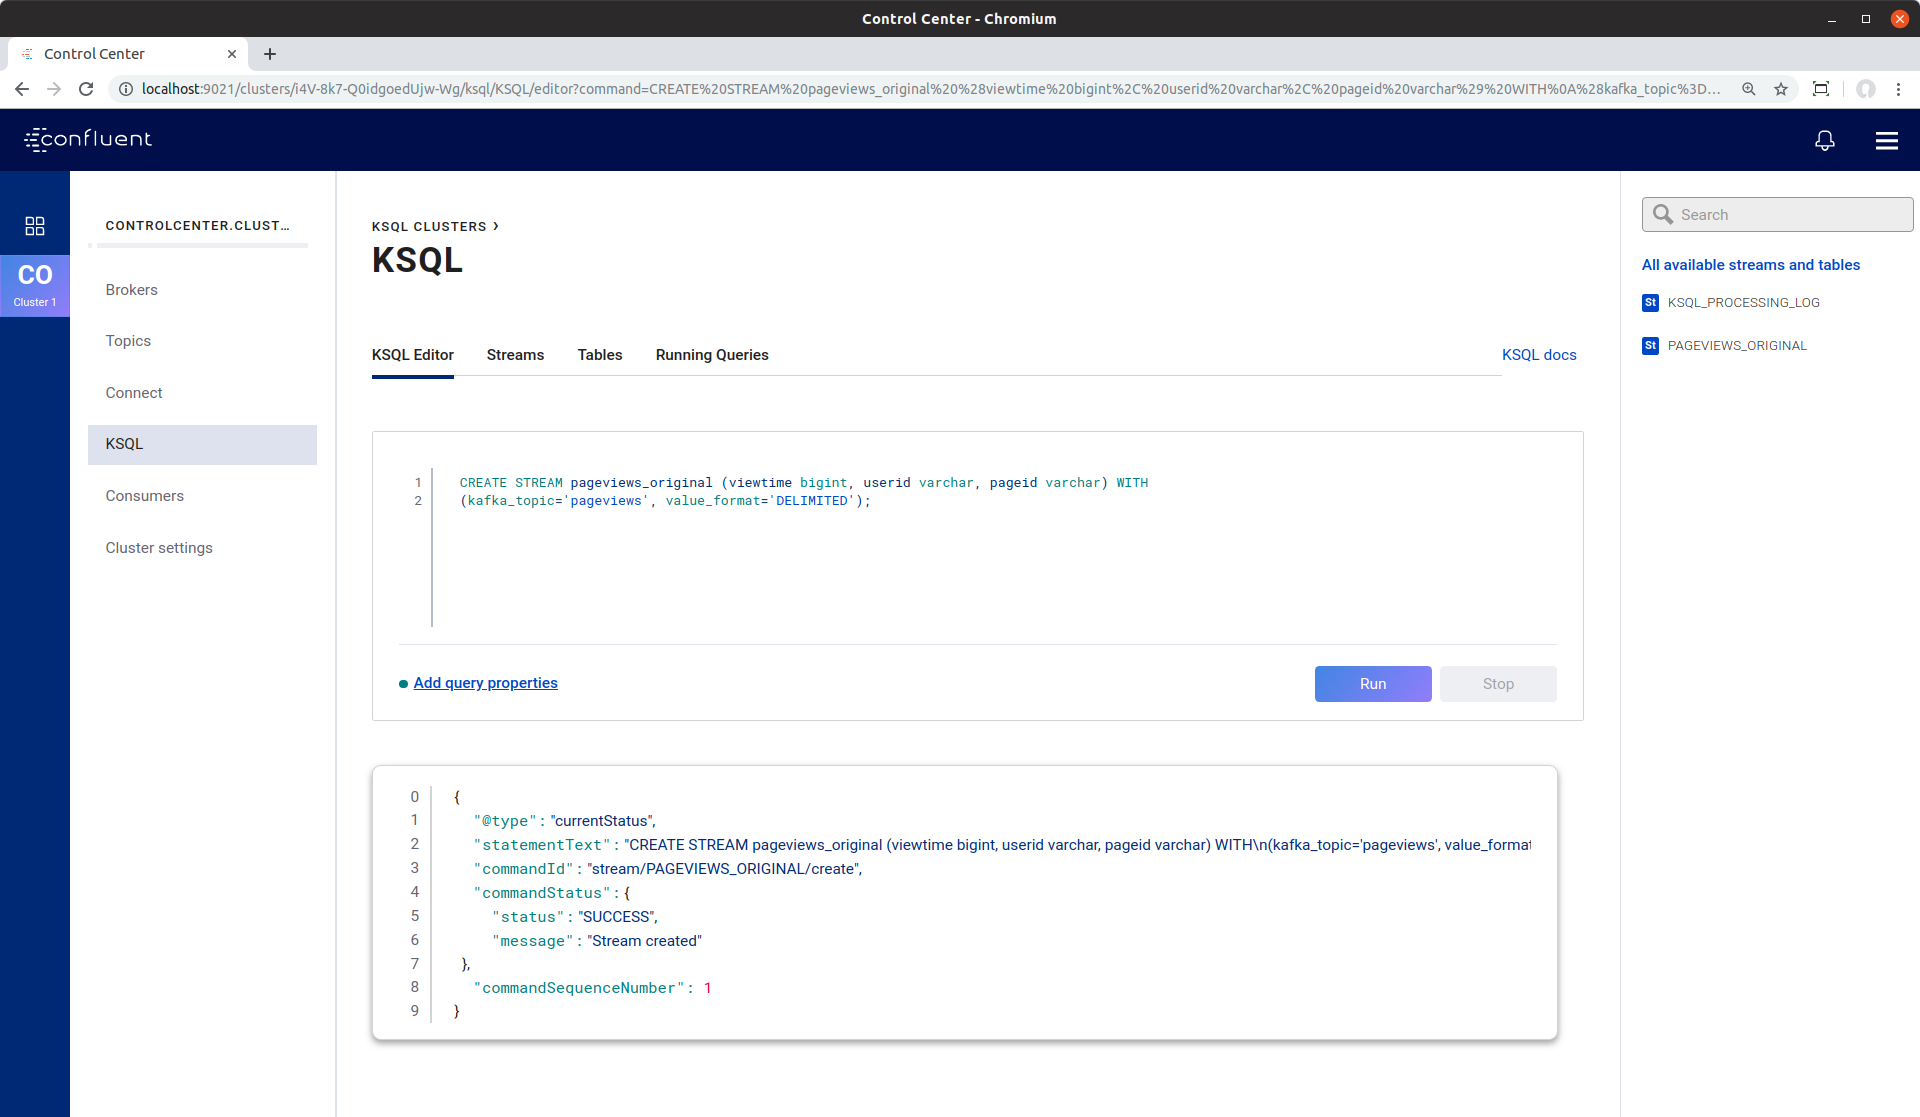 Control Center - Chromium
Control Center
localhost:9021/clusters/i4V-8k7-Q0idgoedUjw-Wg/ksql/KSQL/editor?command=CREATE%20STREAM%20pageviews_original%20%28viewtime%20bigint%2C%20userid%20varchar%2C%20pageid%20varchar%29%20WITH%0A%28kafka_topic%3D...
confluent
CO
Cluster 1
CONTROLCENTER.CLUST...
Brokers
Topics
Connect
KSQL
Consumers
Cluster settings
KSQL CLUSTERS ›
KSQL
KSQL Editor Streams Tables Running Queries KSQL docs
1 CREATE STREAM pageviews_original (viewtime bigint, userid varchar, pageid varchar) WITH
2 (kafka_topic='pageviews', value_format='DELIMITED');
Add query properties
Run Stop
0 {
1 "@type": "currentStatus",
2 "statementText": "CREATE STREAM pageviews_original (viewtime bigint, userid varchar, pageid varchar) WITH\n(kafka_topic='pageviews', value_format
3 "commandId": "stream/PAGEVIEWS_ORIGINAL/create",
4 "commandStatus": {
5 "status": "SUCCESS",
6 "message": "Stream created"
7 },
8 "commandSequenceNumber": 1
9 }
Search
All available streams and tables
St KSQL_PROCESSING_LOG
St PAGEVIEWS_ORIGINAL